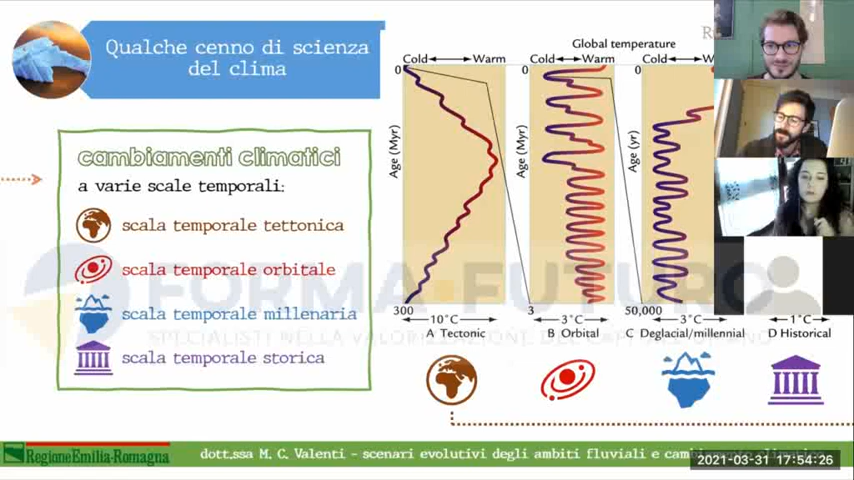 Qualche cenno di scienza
del clima
cambiamenti climatici
a varie scale temporali:
scala temporale tettonica
scala temporale orbitale
scala temporale millenaria
scala temporale storica
Global temperature
Cold Warm
Cold Warm
Cold
0
0
0
Age (Myr)
Age (Myr)
Age (yr)
300
3
50,000
10°C
3°C
3°C
1°C
A Tectonic
B Orbital
C Deglacial/millennial
D Historical
FORMA FUTURO
SPECIALISTI NELLA VALORIZZAZIONE DEL CAPITALE UMANO
RegioneEmilia-Romagna
dott.ssa M. C. Valenti - scenari evolutivi degli ambiti fluviali e
2021-03-31 17:54:26